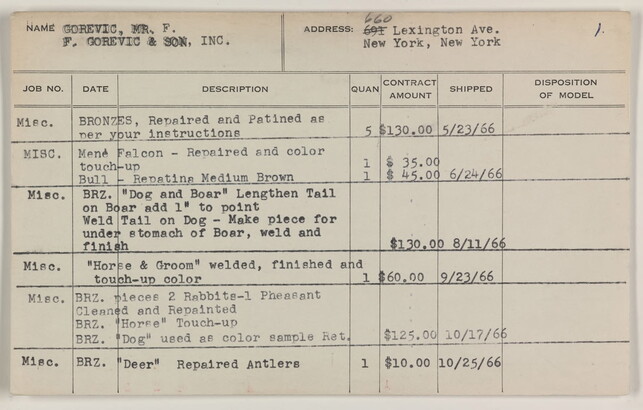 NAME GOREVIC, MR. F.
F. GOREVIC & SON, INC.
ADDRESS: 691 Lexington Ave.
660
New York, New York
1.
JOB NO. DATE DESCRIPTION QUAN CONTRACT AMOUNT SHIPPED DISPOSITION OF MODEL
Misc. BRONZES, Repaired and Patined as
per your instructions 5 $130.00 5/23/66
MISC. Mené Falcon - Repaired and color
touch-up 1 $ 35.00
Bull - Repatina Medium Brown 1 $ 45.00 6/24/66
Misc. BRZ. "Dog and Boar" Lengthen Tail
on Boar add 1" to point
Weld Tail on Dog - Make piece for
under stomach of Boar, weld and
finish $130.00 8/11/66
Misc. "Horse & Groom" welded, finished and
touch-up color 1 $60.00 9/23/66
Misc. BRZ. pieces 2 Rabbits-1 Pheasant
Cleaned and Repainted
BRZ. "Horse" Touch-up
BRZ. "Dog" used as color sample Ret. $125.00 10/17/66
Misc. BRZ. "Deer" Repaired Antlers 1 $10.00 10/25/66